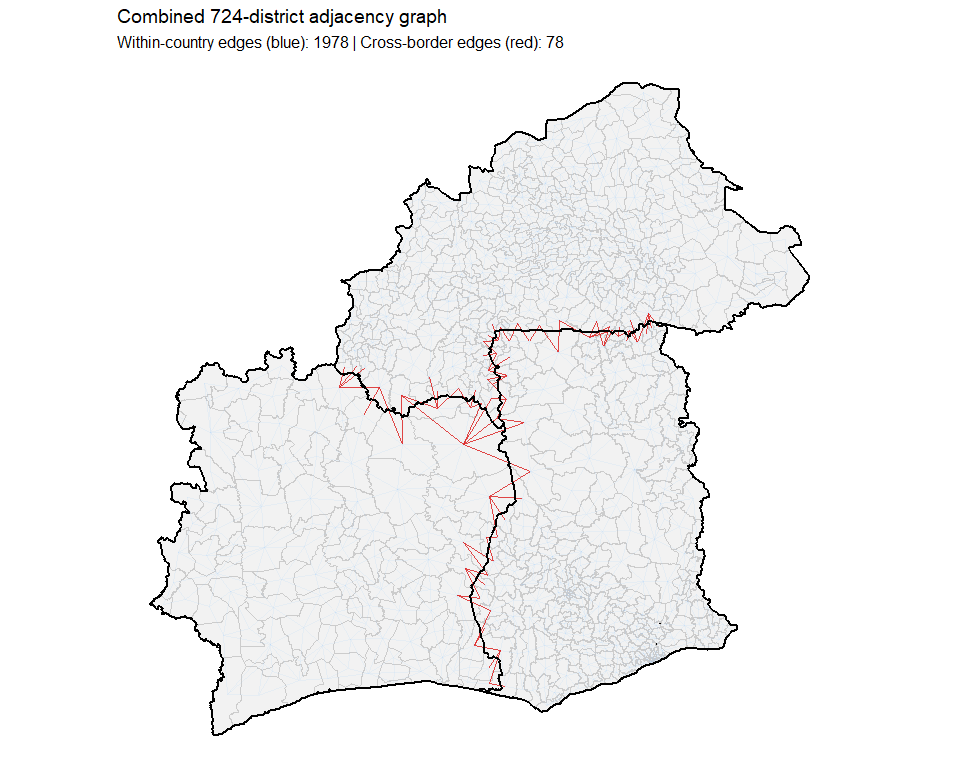 Combined 724-district adjacency graph
Within-country edges (blue): 1978 | Cross-border edges (red): 78